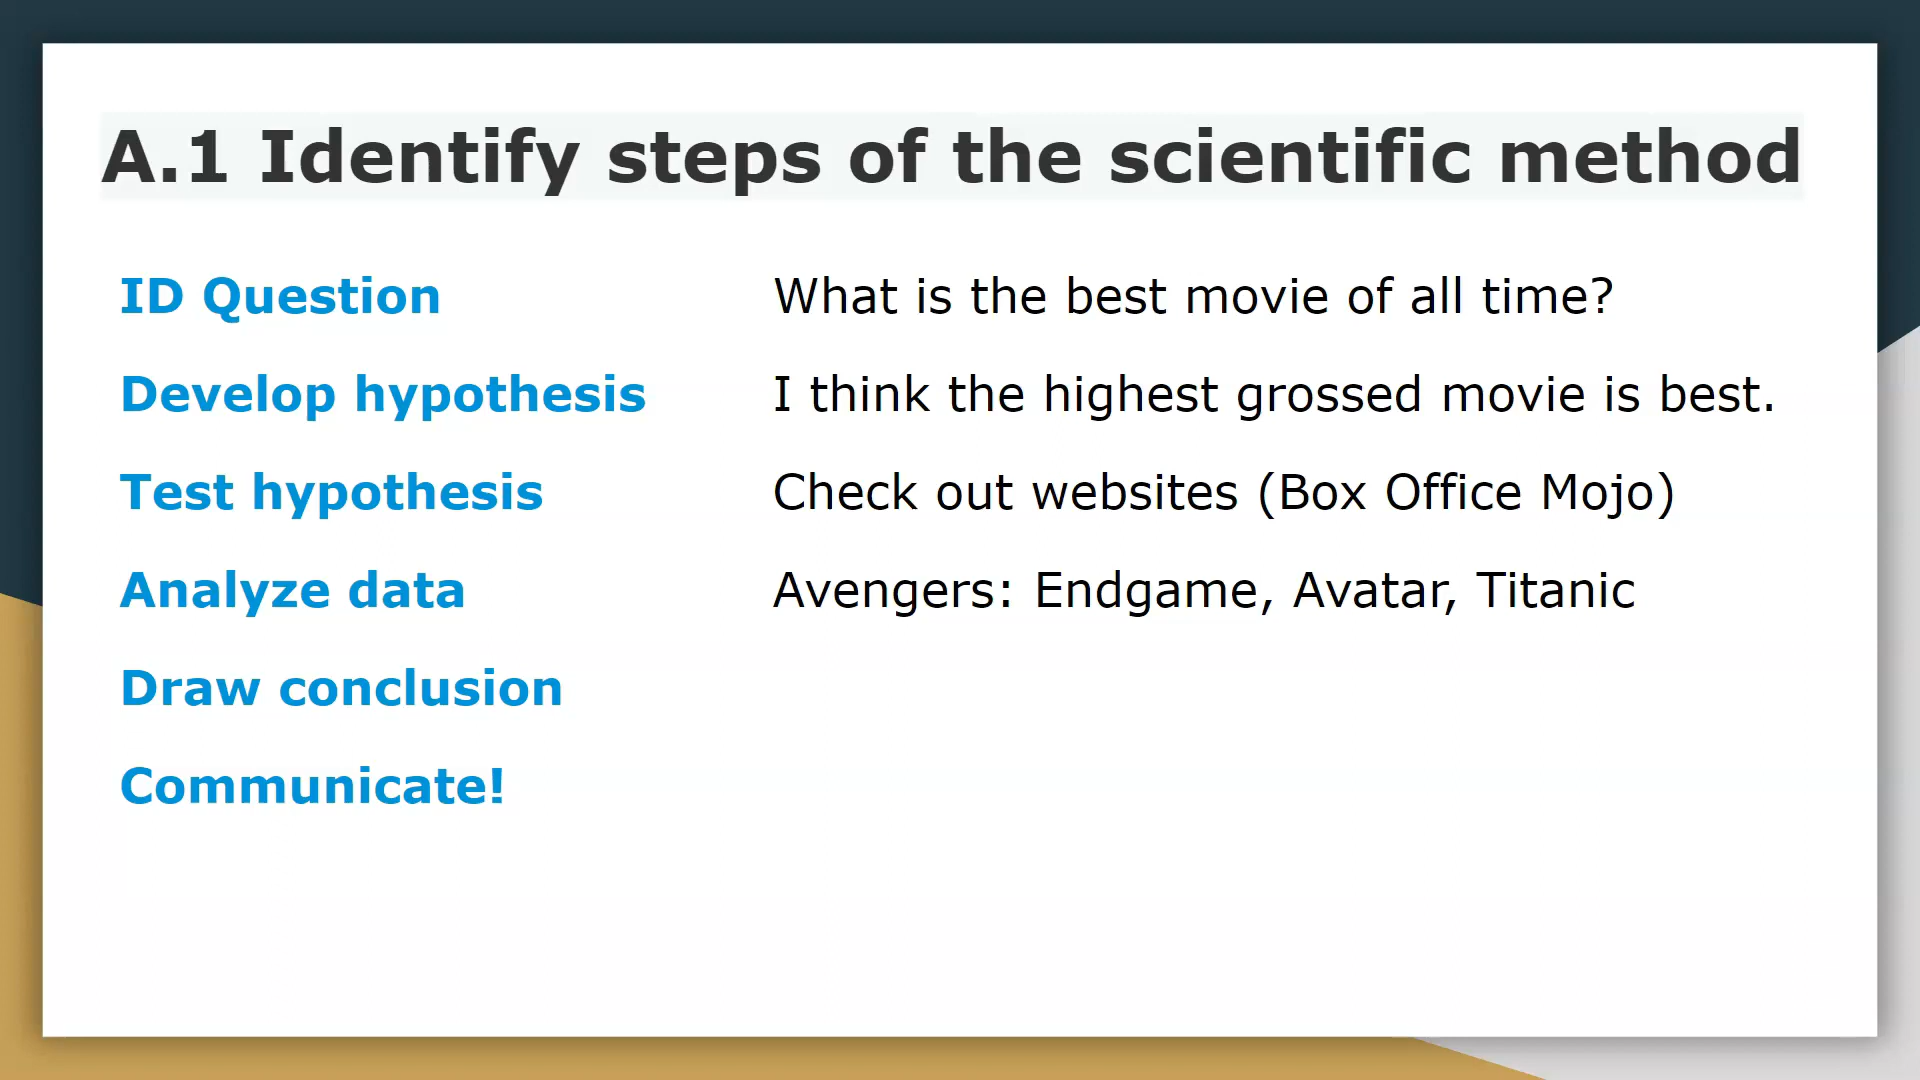 A.1 Identify steps of the scientific method
ID Question What is the best movie of all time?
Develop hypothesis I think the highest grossed movie is best.
Test hypothesis Check out websites (Box Office Mojo)
Analyze data Avengers: Endgame, Avatar, Titanic
Draw conclusion
Communicate!